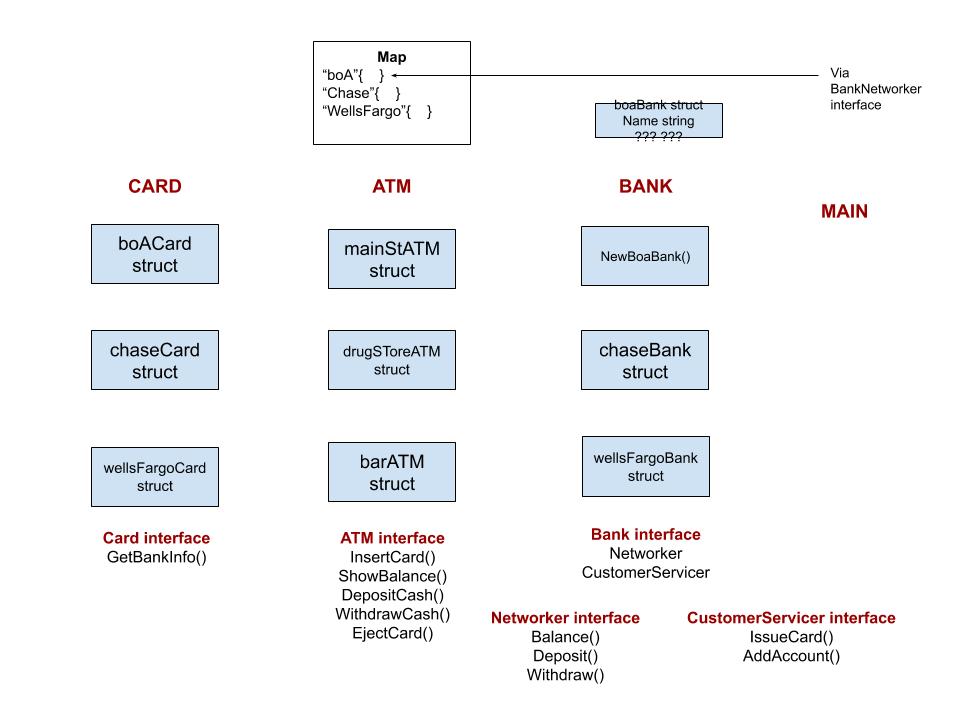 Map
“boA”{    }
“Chase”{    }
“WellsFargo”{    }
Via
BankNetworker
interface
boaBank struct
Name string
??? ???
CARD
ATM
BANK
MAIN
boACard
struct
mainStATM
struct
NewBoaBank()
chaseCard
struct
drugSToreATM
struct
chaseBank
struct
wellsFargoCard
struct
barATM
struct
wellsFargoBank
struct
Card interface
GetBankInfo()
ATM interface
InsertCard()
ShowBalance()
DepositCash()
WithdrawCash()
EjectCard()
Bank interface
Networker
CustomerServicer
Networker interface
Balance()
Deposit()
Withdraw()
CustomerServicer interface
IssueCard()
AddAccount()